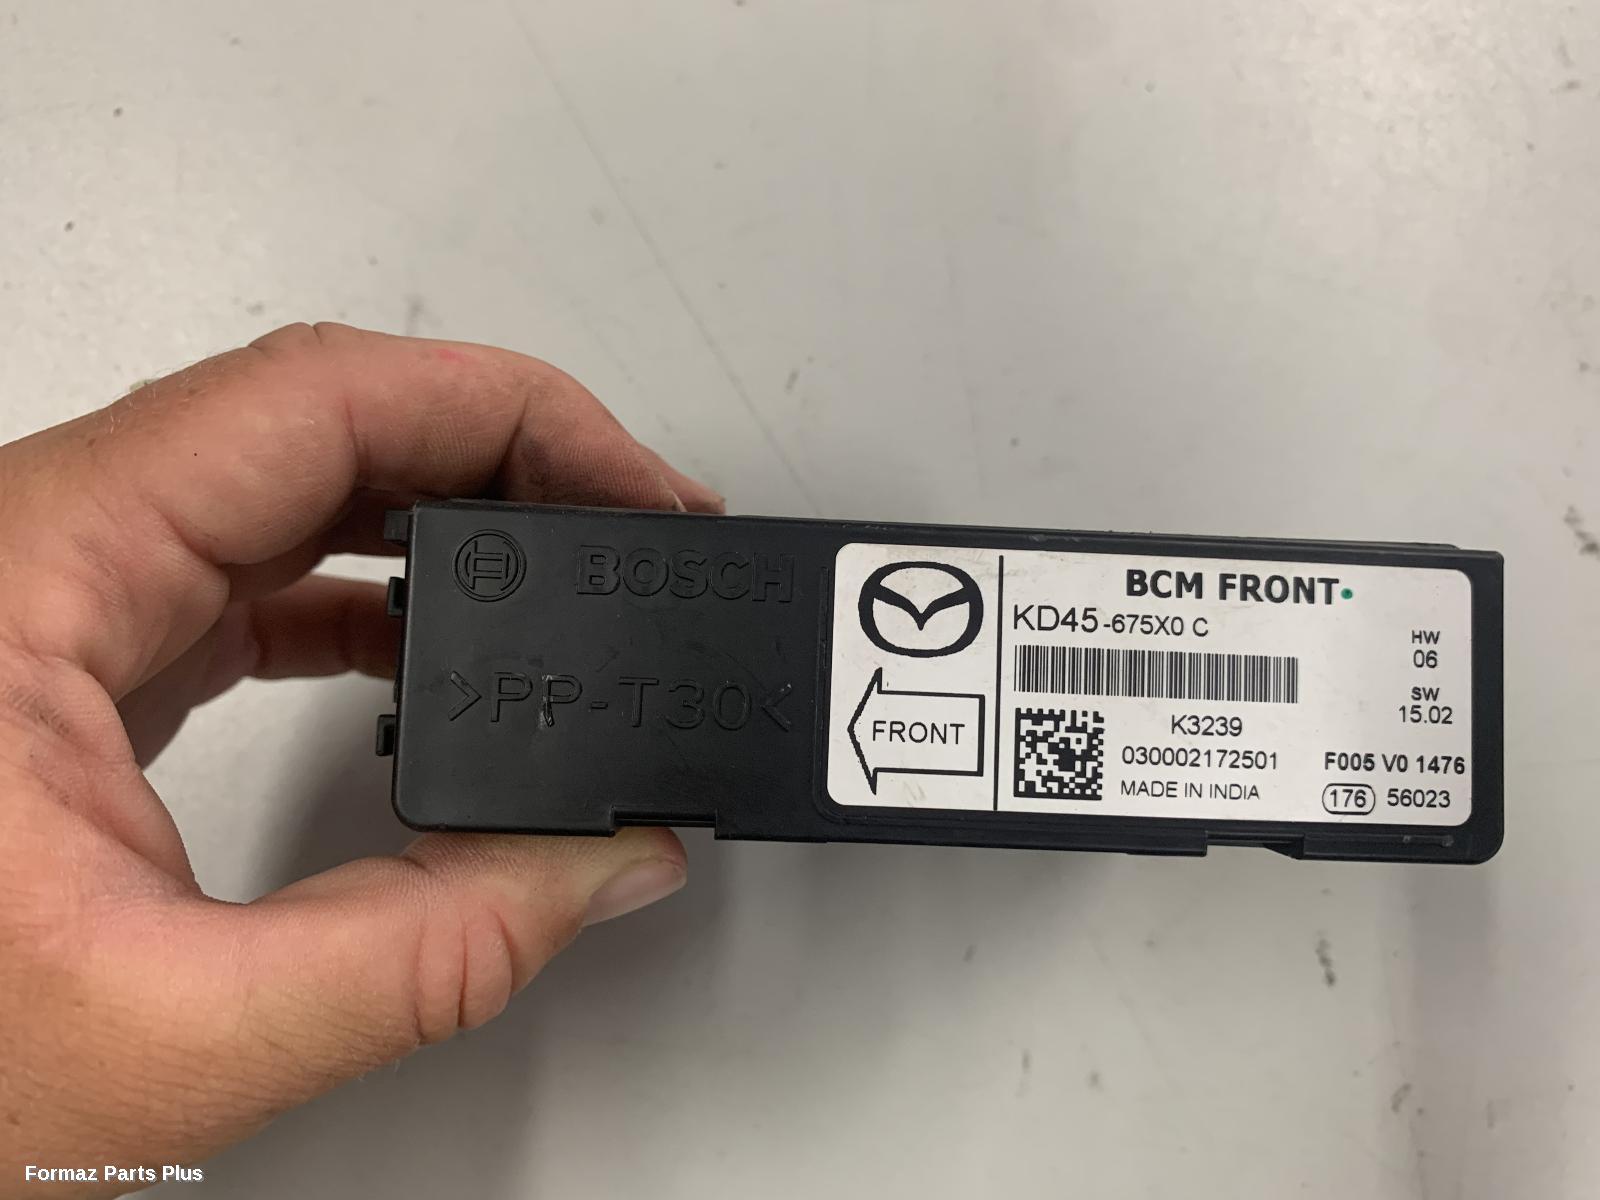 BOSCH
>PP-T30<
FRONT
BCM FRONT
KD45-675X0 C
HW
06
SW
15.02
K3239
030002172501
MADE IN INDIA
F005 V0 1476
176 56023
Formaz Parts Plus